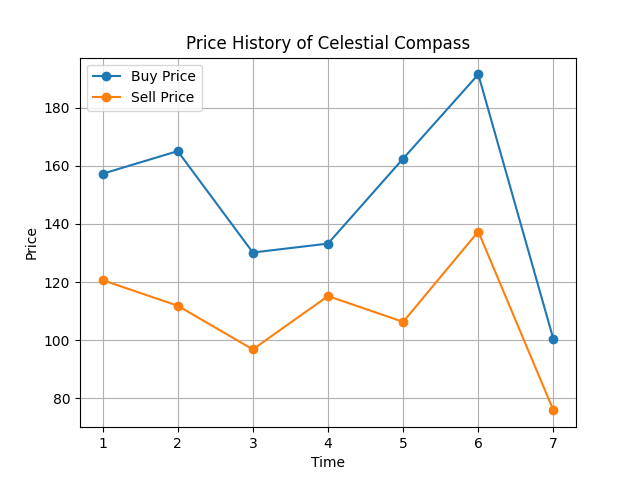 Price History of Celestial Compass
Buy Price
Sell Price
Price
180
160
140
120
100
80
1 2 3 4 5 6 7
Time